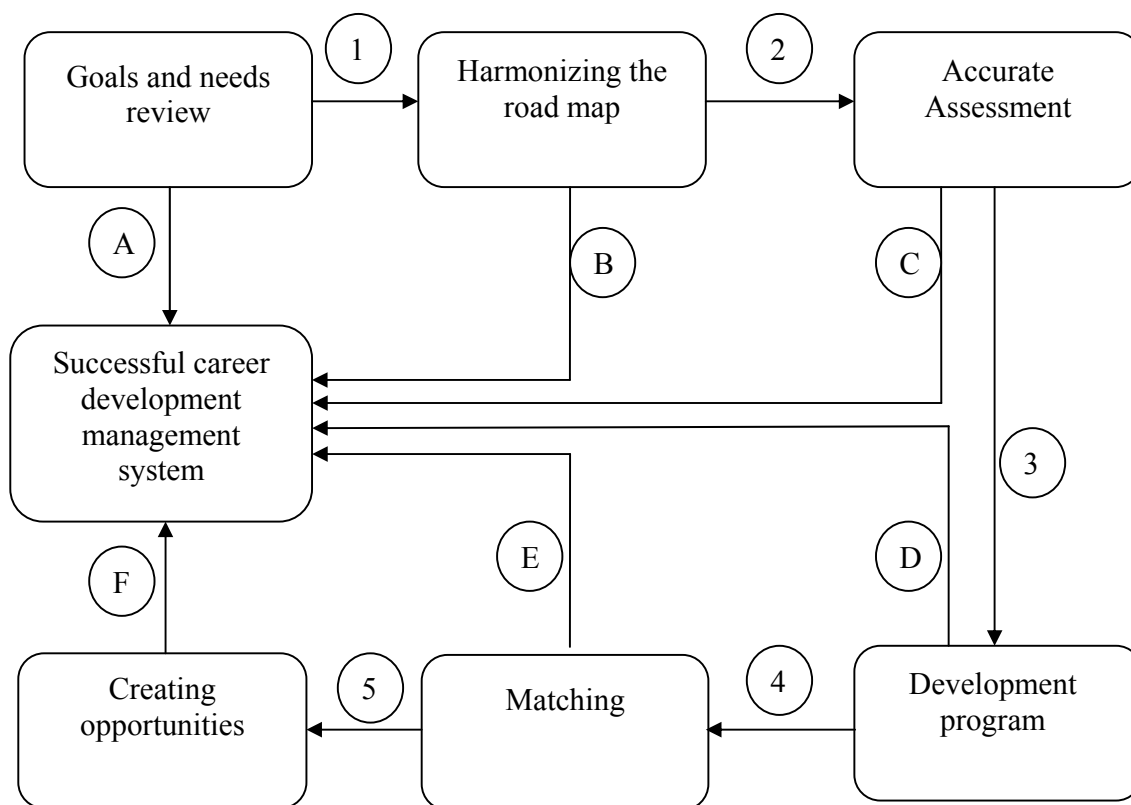 1
2
Goals and needs
review
Harmonizing the
road map
Accurate
Assessment
A
B
C
Successful career
development
management
system
3
F
E
D
Creating
opportunities
5
Matching
4
Development
program